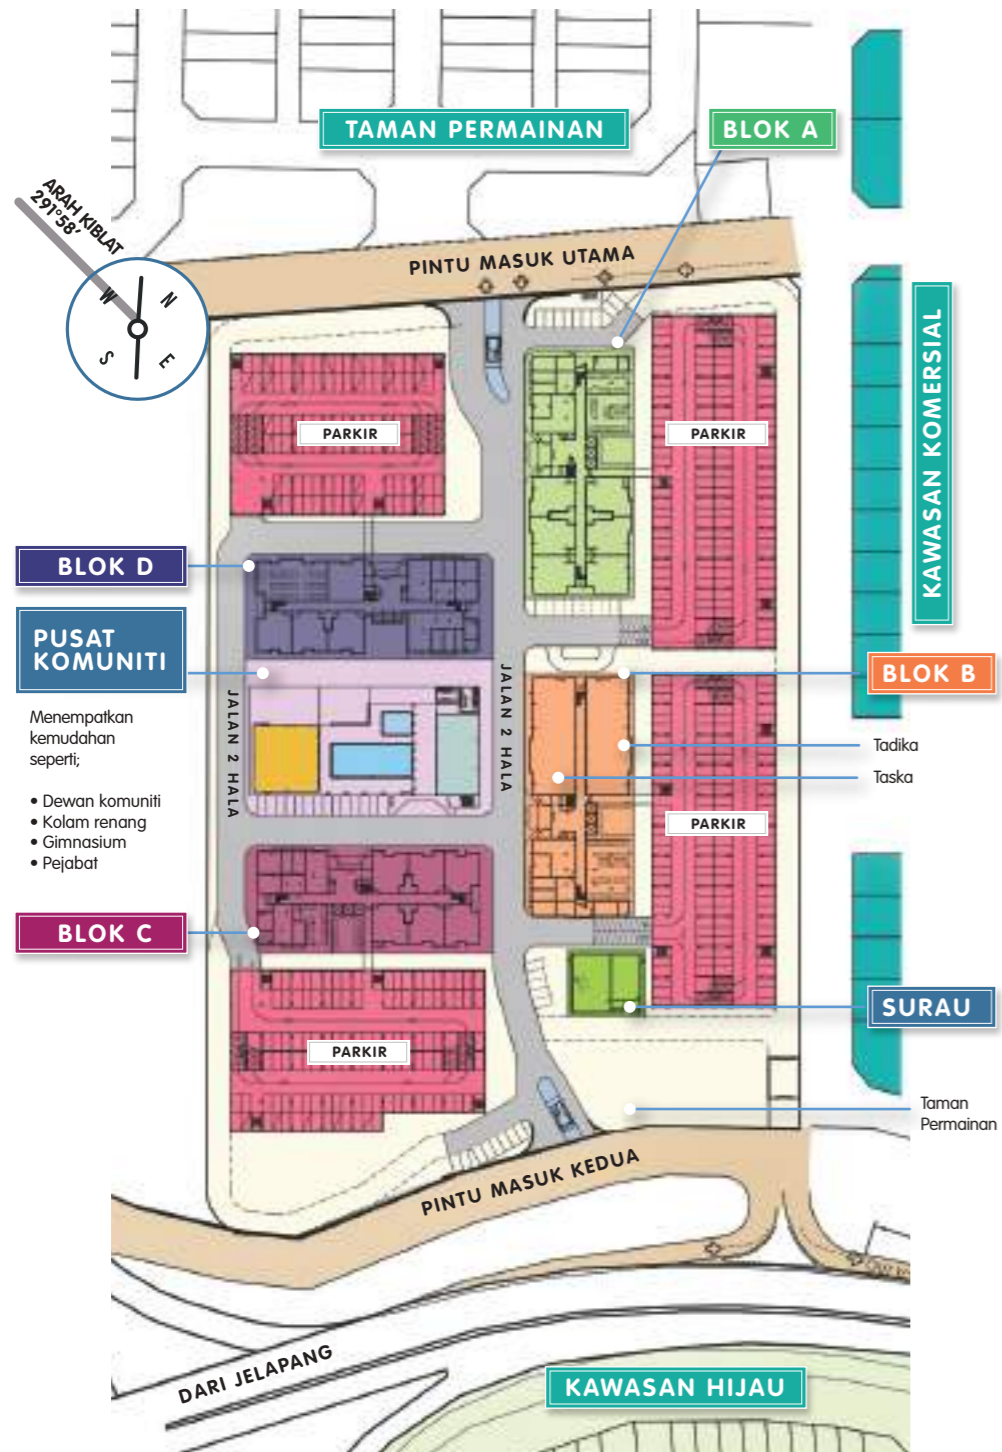 TAMAN PERMAINAN
BLOK A
ARAH KIBLAT
291°58'
N
W
S
E
PINTU MASUK UTAMA
KAWASAN KOMERSIAL
PARKIR
PARKIR
BLOK D
PUSAT
KOMUNITI
Menempatkan
kemudahan
seperti;
• Dewan komuniti
• Kolam renang
• Gimnasium
• Pejabat
JALAN 2 HALA
JALAN 2 HALA
BLOK B
Tadika
Taska
PARKIR
BLOK C
SURAU
PARKIR
Taman
Permainan
PINTU MASUK KEDUA
DARI JELAPANG
KAWASAN HIJAU